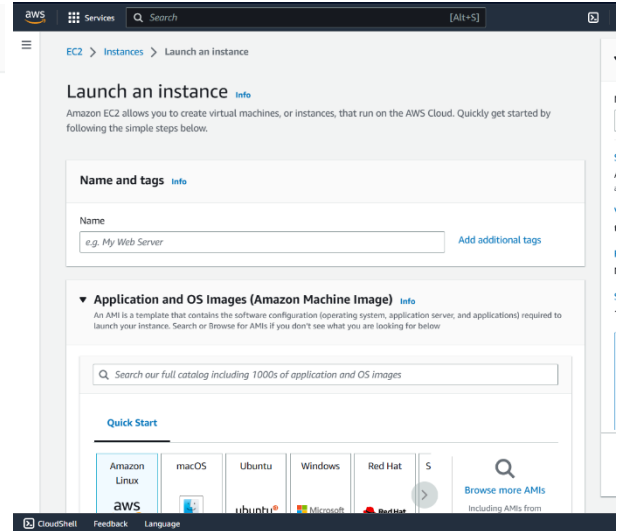 aws
Services
Search
[Alt+S]
EC2 > Instances > Launch an instance
Launch an instance Info
Amazon EC2 allows you to create virtual machines, or instances, that run on the AWS Cloud. Quickly get started by
following the simple steps below.
Name and tags Info
Name
e.g. My Web Server
Add additional tags
Application and OS Images (Amazon Machine Image) Info
An AMI is a template that contains the software configuration (operating system, application server, and applications) required to
launch your instance. Search or Browse for AMIs if you don't see what you are looking for
below
Search our full catalog including 1000s of application and OS images
Quick Start
Amazon
Linux
aws
macOS
Ubuntu
ubuntu®
Windows
Microsoft
Red Hat
Red Hat
S
Browse more AMIs
Including AMIs from
CloudShell Feedback Language